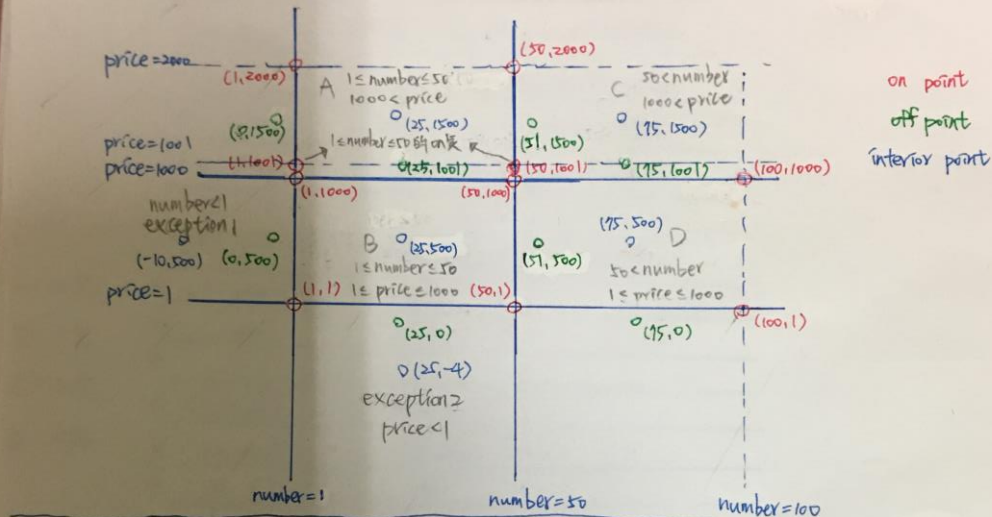 price=2000
(1,2000)
(50,2000)
A 1≤number≤50
1000<price
C 50<number
1000<price
on point
off point
interior point
(0,1500)
(25,1500)
(51,1500)
(75,1500)
price=1001
1≤number≤50的on点
price=1000
(1,1001)
(25,1001)
(50,1001)
(75,1001)
(100,1000)
(1,1000)
(50,1000)
number<1
exception1
(-10,500)
(0,500)
B
(25,500)
1≤number≤50
1≤price≤1000
(51,500)
(75,500)
D
50<number
1≤price≤1000
price=1
(1,1)
(50,1)
(100,1)
(25,0)
(75,0)
(25,-4)
exception2
price<1
number=1
number=50
number=100